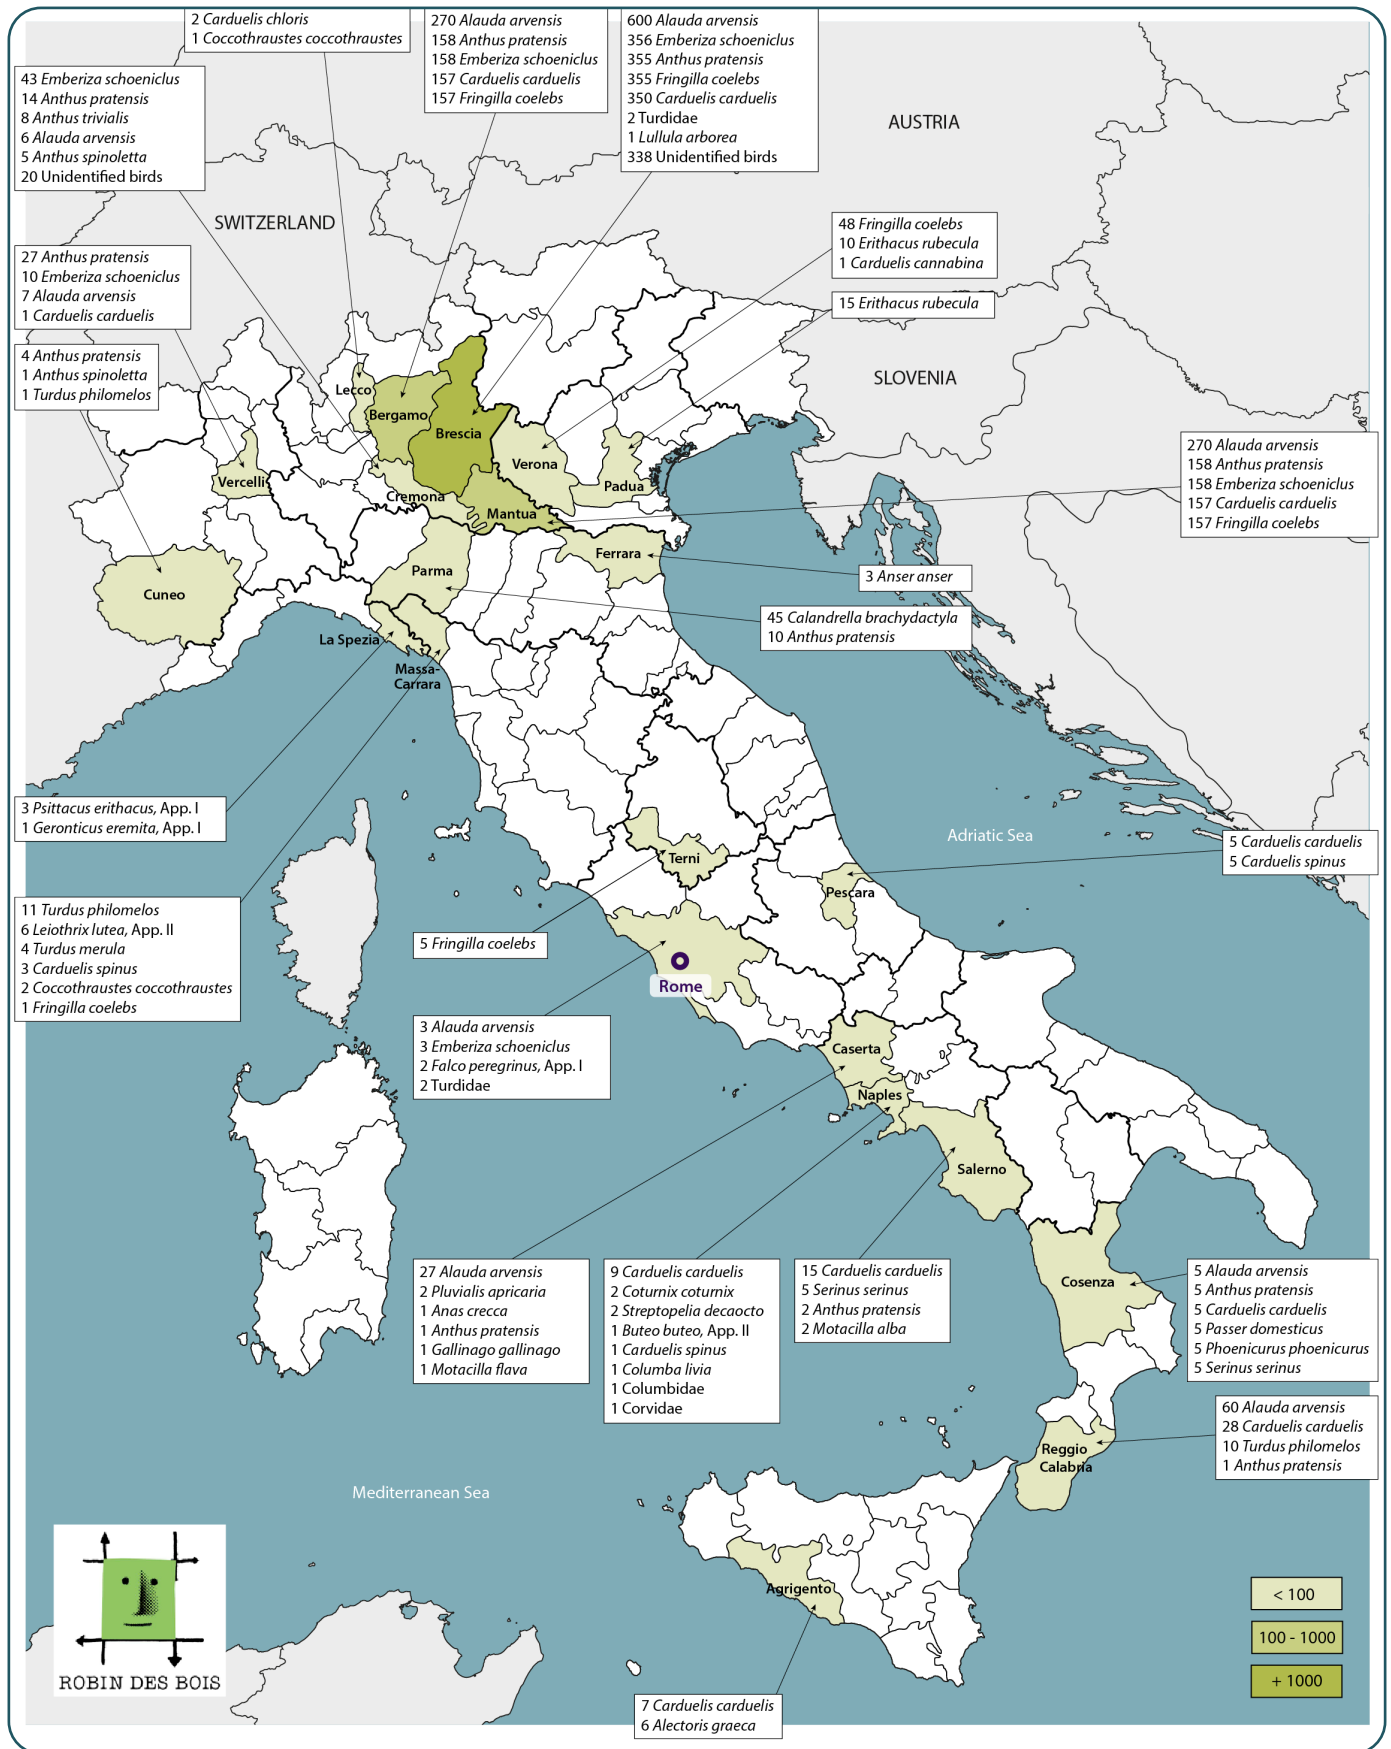 2 Carduelis chloris
1 Coccothraustes coccothraustes
270 Alauda arvensis
158 Anthus pratensis
158 Emberiza schoeniclus
157 Carduelis carduelis
157 Fringilla coelebs
600 Alauda arvensis
356 Emberiza schoeniclus
355 Anthus pratensis
355 Fringilla coelebs
350 Carduelis carduelis
2 Turdidae
1 Lullula arborea
338 Unidentified birds
43 Emberiza schoeniclus
14 Anthus pratensis
8 Anthus trivialis
6 Alauda arvensis
5 Anthus spinoletta
20 Unidentified birds
AUSTRIA
SWITZERLAND
48 Fringilla coelebs
10 Erithacus rubecula
1 Carduelis cannabina
27 Anthus pratensis
10 Emberiza schoeniclus
7 Alauda arvensis
1 Carduelis carduelis
15 Erithacus rubecula
4 Anthus pratensis
1 Anthus spinoletta
1 Turdus philomelos
SLOVENIA
Lecco
Bergamo
Brescia
Verona
Vercelli
Cremona
Padua
Mantua
270 Alauda arvensis
158 Anthus pratensis
158 Emberiza schoeniclus
157 Carduelis carduelis
157 Fringilla coelebs
Ferrara
Parma
Cuneo
3 Anser anser
45 Calandrella brachydactyla
10 Anthus pratensis
La Spezia
Massa-
Carrara
3 Psittacus erithacus, App. I
1 Geronticus eremita, App. I
Adriatic Sea
5 Carduelis carduelis
5 Carduelis spinus
Terni
Pescara
11 Turdus philomelos
6 Leiothrix lutea, App. II
4 Turdus merula
3 Carduelis spinus
2 Coccothraustes coccothraustes
1 Fringilla coelebs
5 Fringilla coelebs
Rome
3 Alauda arvensis
3 Emberiza schoeniclus
2 Falco peregrinus, App. I
2 Turdidae
Caserta
Naples
Salerno
27 Alauda arvensis
2 Pluvialis apricaria
1 Anas crecca
1 Anthus pratensis
1 Gallinago gallinago
1 Motacilla flava
9 Carduelis carduelis
2 Coturnix coturnix
2 Streptopelia decaocto
1 Buteo buteo, App. II
1 Carduelis spinus
1 Columba livia
1 Columbidae
1 Corvidae
15 Carduelis carduelis
5 Serinus serinus
2 Anthus pratensis
2 Motacilla alba
Cosenza
5 Alauda arvensis
5 Anthus pratensis
5 Carduelis carduelis
5 Passer domesticus
5 Phoenicurus phoenicurus
5 Serinus serinus
60 Alauda arvensis
28 Carduelis carduelis
10 Turdus philomelos
1 Anthus pratensis
Reggio
Calabria
Mediterranean Sea
Agrigento
ROBIN DES BOIS
< 100
100 - 1000
+ 1000
7 Carduelis carduelis
6 Alectoris graeca